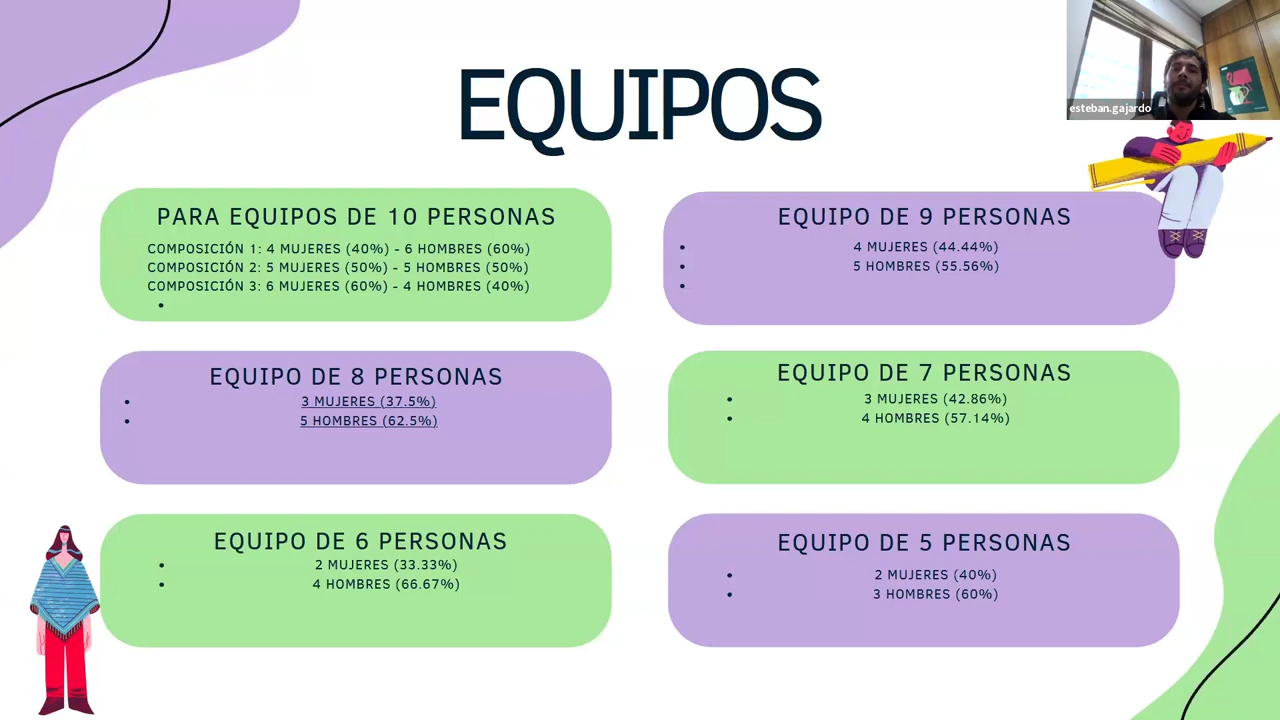 esteban.gajardo
EQUIPOS
PARA EQUIPOS DE 10 PERSONAS
COMPOSICIÓN 1: 4 MUJERES (40%) - 6 HOMBRES (60%)
COMPOSICIÓN 2: 5 MUJERES (50%) - 5 HOMBRES (50%)
COMPOSICIÓN 3: 6 MUJERES (60%) - 4 HOMBRES (40%)
EQUIPO DE 9 PERSONAS
4 MUJERES (44.44%)
5 HOMBRES (55.56%)
EQUIPO DE 8 PERSONAS
3 MUJERES (37.5%)
5 HOMBRES (62.5%)
EQUIPO DE 7 PERSONAS
3 MUJERES (42.86%)
4 HOMBRES (57.14%)
EQUIPO DE 6 PERSONAS
2 MUJERES (33.33%)
4 HOMBRES (66.67%)
EQUIPO DE 5 PERSONAS
2 MUJERES (40%)
3 HOMBRES (60%)